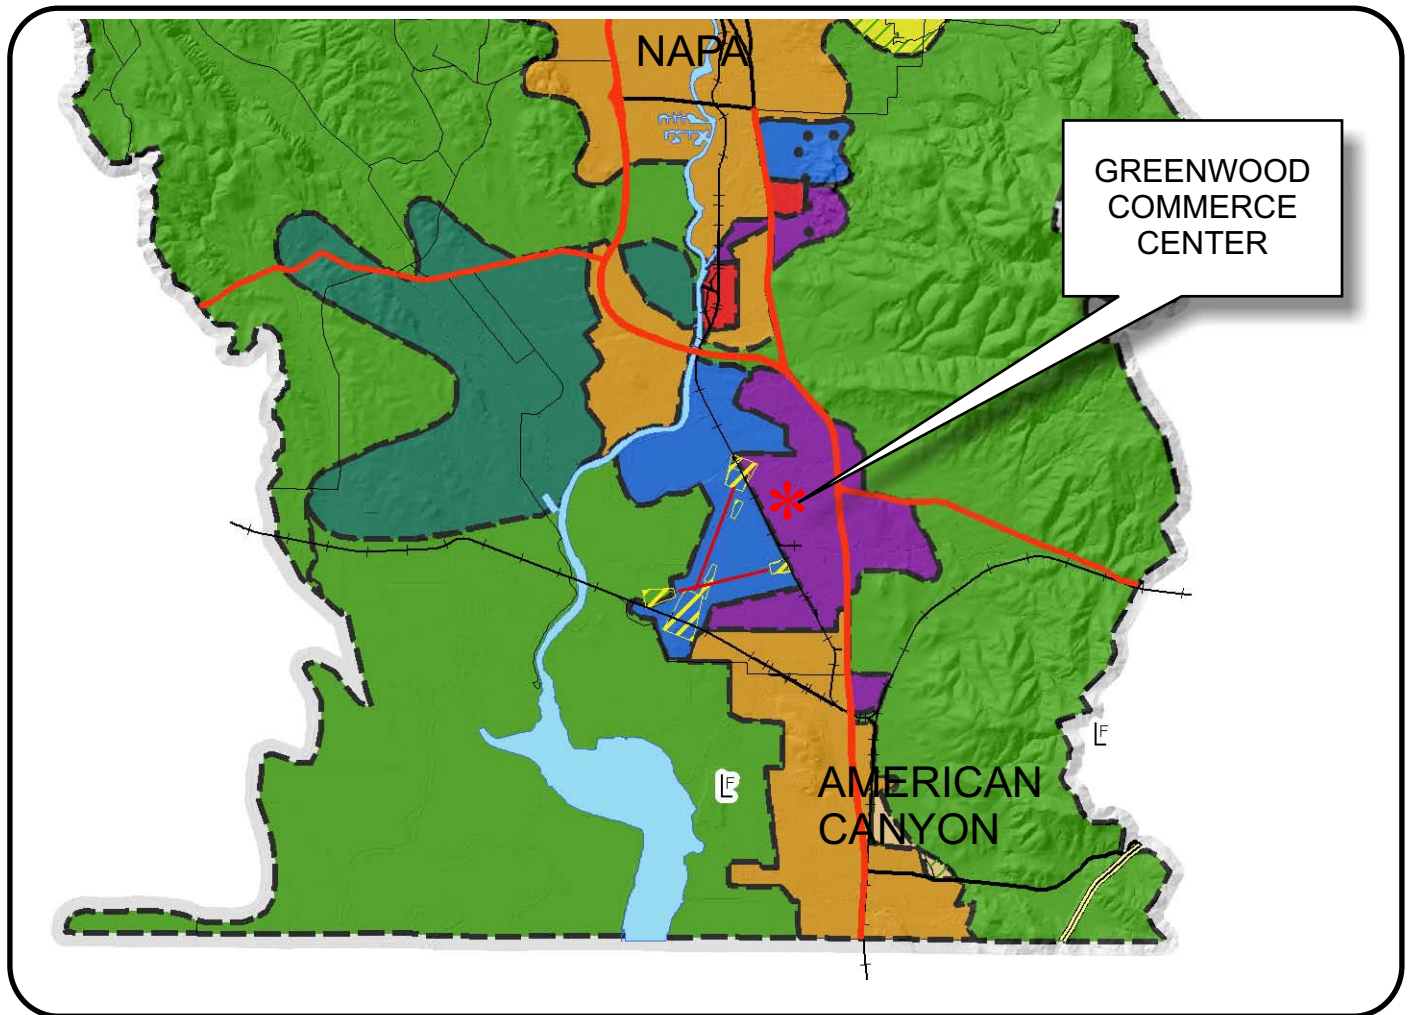 NAPA
GREENWOOD
COMMERCE
CENTER
F
F
AMERICAN
CANYON